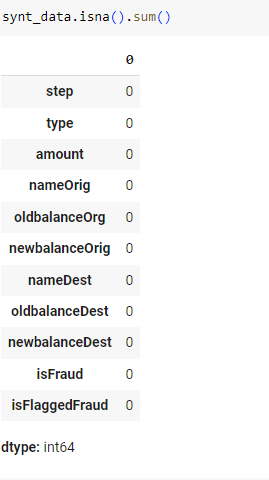 synt_data.isna().sum()
0
step 0
type 0
amount 0
nameOrig 0
oldbalanceOrg 0
newbalanceOrig 0
nameDest 0
oldbalanceDest 0
newbalanceDest 0
isFraud 0
isFlaggedFraud 0
dtype: int64